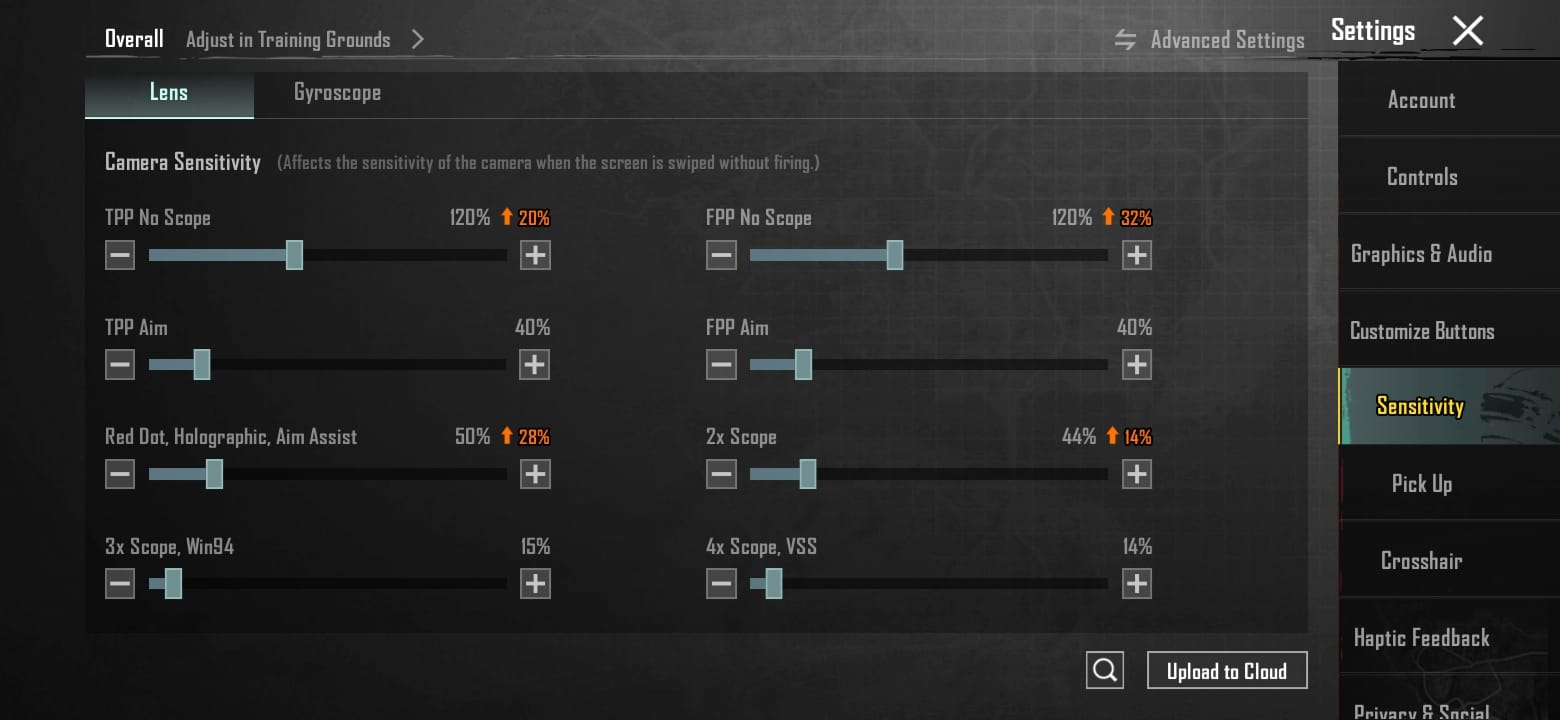 Overall
Adjust in Training Grounds
Advanced Settings
Settings
Lens
Gyroscope
Camera Sensitivity (Affects the sensitivity of the camera when the screen is swiped without firing.)
TPP No Scope 120% 20%
FPP No Scope 120% 32%
TPP Aim 40%
FPP Aim 40%
Red Dot, Holographic, Aim Assist 50% 28%
2x Scope 44% 14%
3x Scope, Win94 15%
4x Scope, VSS 14%
Upload to Cloud
Account
Controls
Graphics & Audio
Customize Buttons
Sensitivity
Pick Up
Crosshair
Haptic Feedback
Privacy & Social